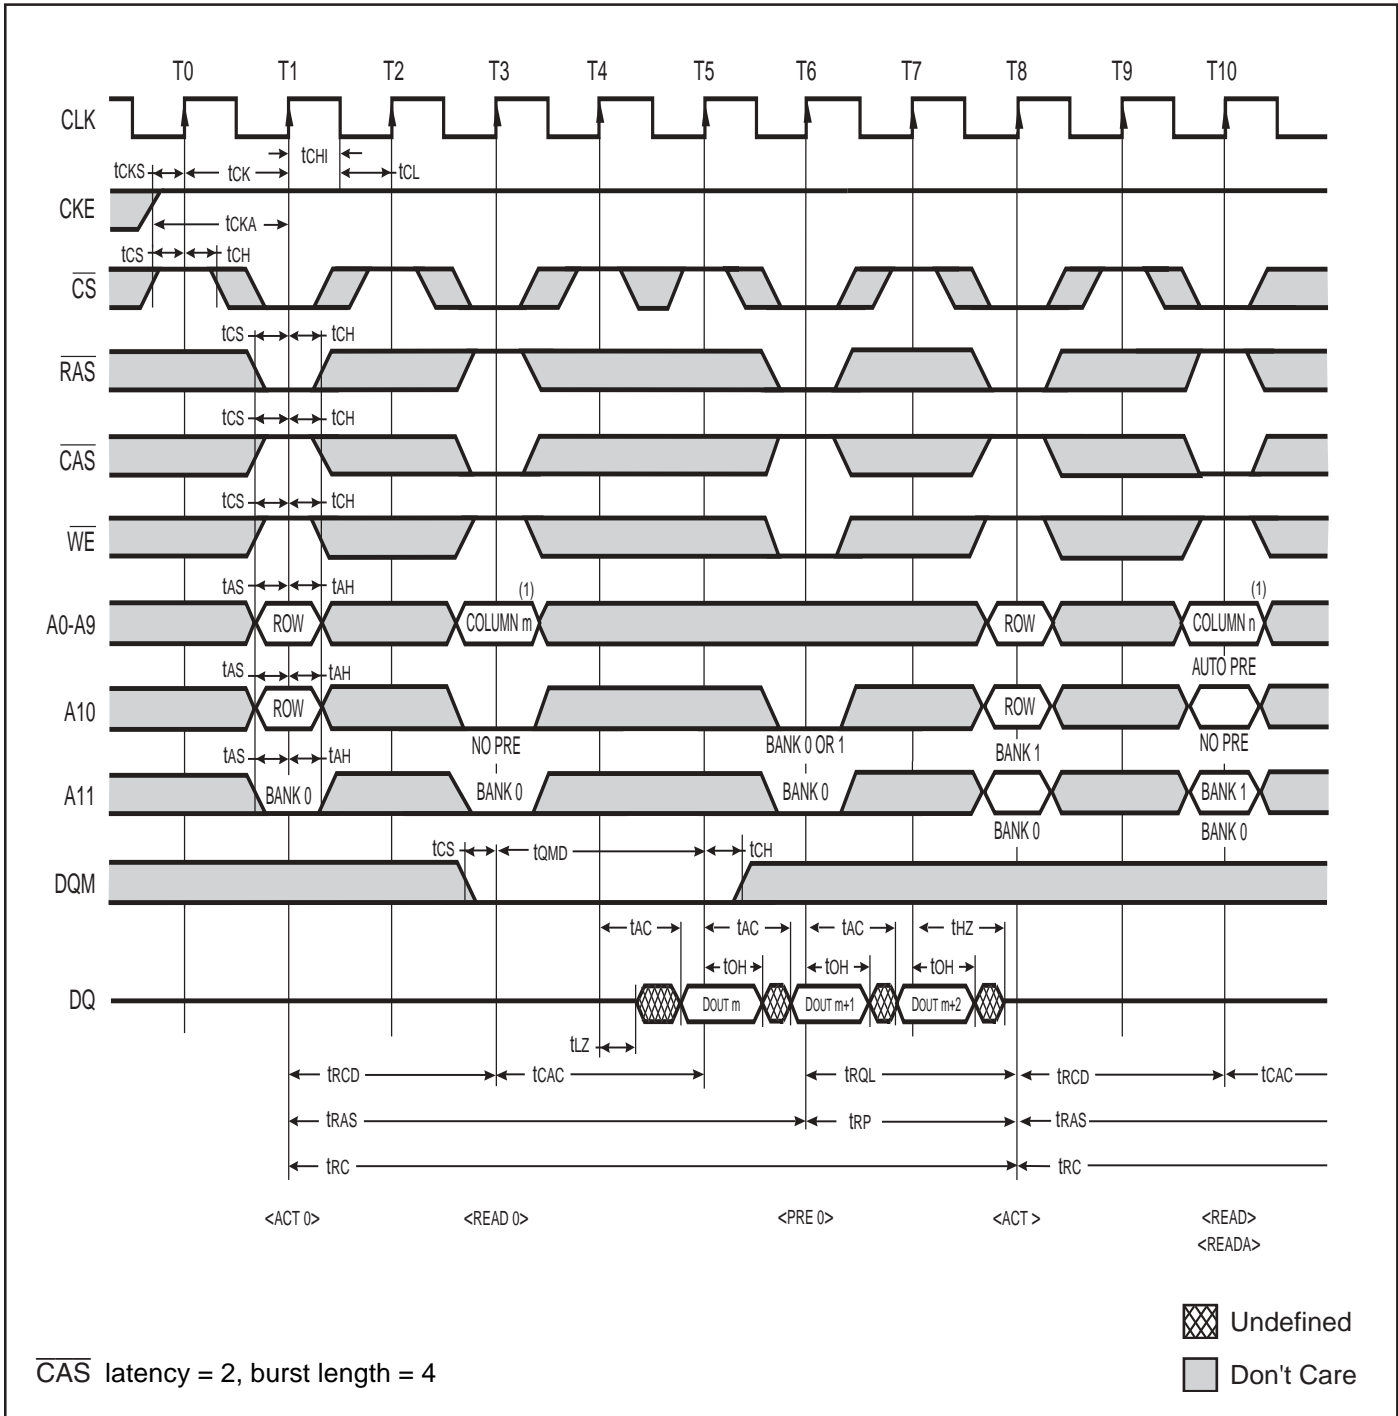 T0 T1 T2 T3 T4 T5 T6 T7 T8 T9 T10
CLK
tCHI
tCKS tCK tCL
CKE
tCKA
tCS tCH
CS
tCS tCH
RAS
tCS tCH
CAS
tCS tCH
WE
tAS tAH (1) (1)
A0-A9 ROW COLUMN m ROW COLUMN n
tAS tAH AUTO PRE
A10 ROW ROW
NO PRE BANK 0 OR 1 BANK 1 NO PRE
tAS tAH
A11 BANK 0 BANK 0 BANK 0 BANK 1
BANK 0 BANK 0
tCS tQMD tCH
DQM
tAC tAC tAC tHZ
tOH tOH tOH
DQ DOUT m DOUT m+1 DOUT m+2
tLZ
tRCD tCAC tRQL tRCD tCAC
tRAS tRP tRAS
tRC tRC
<ACT 0> <READ 0> <PRE 0> <ACT > <READ>
<READA>
Undefined
CAS latency = 2, burst length = 4
Don't Care